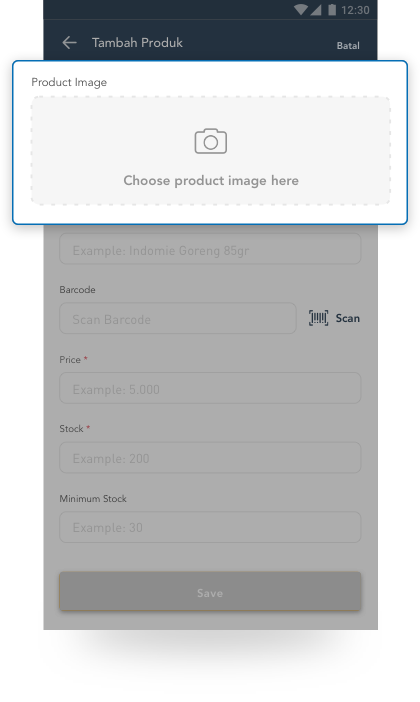 12:30
Tambah Produk
Batal
Product Image
Choose product image here
Example: Indomie Goreng 85gr
Barcode
Scan Barcode
Scan
Price *
Example: 5.000
Stock *
Example: 200
Minimum Stock
Example: 30
Save